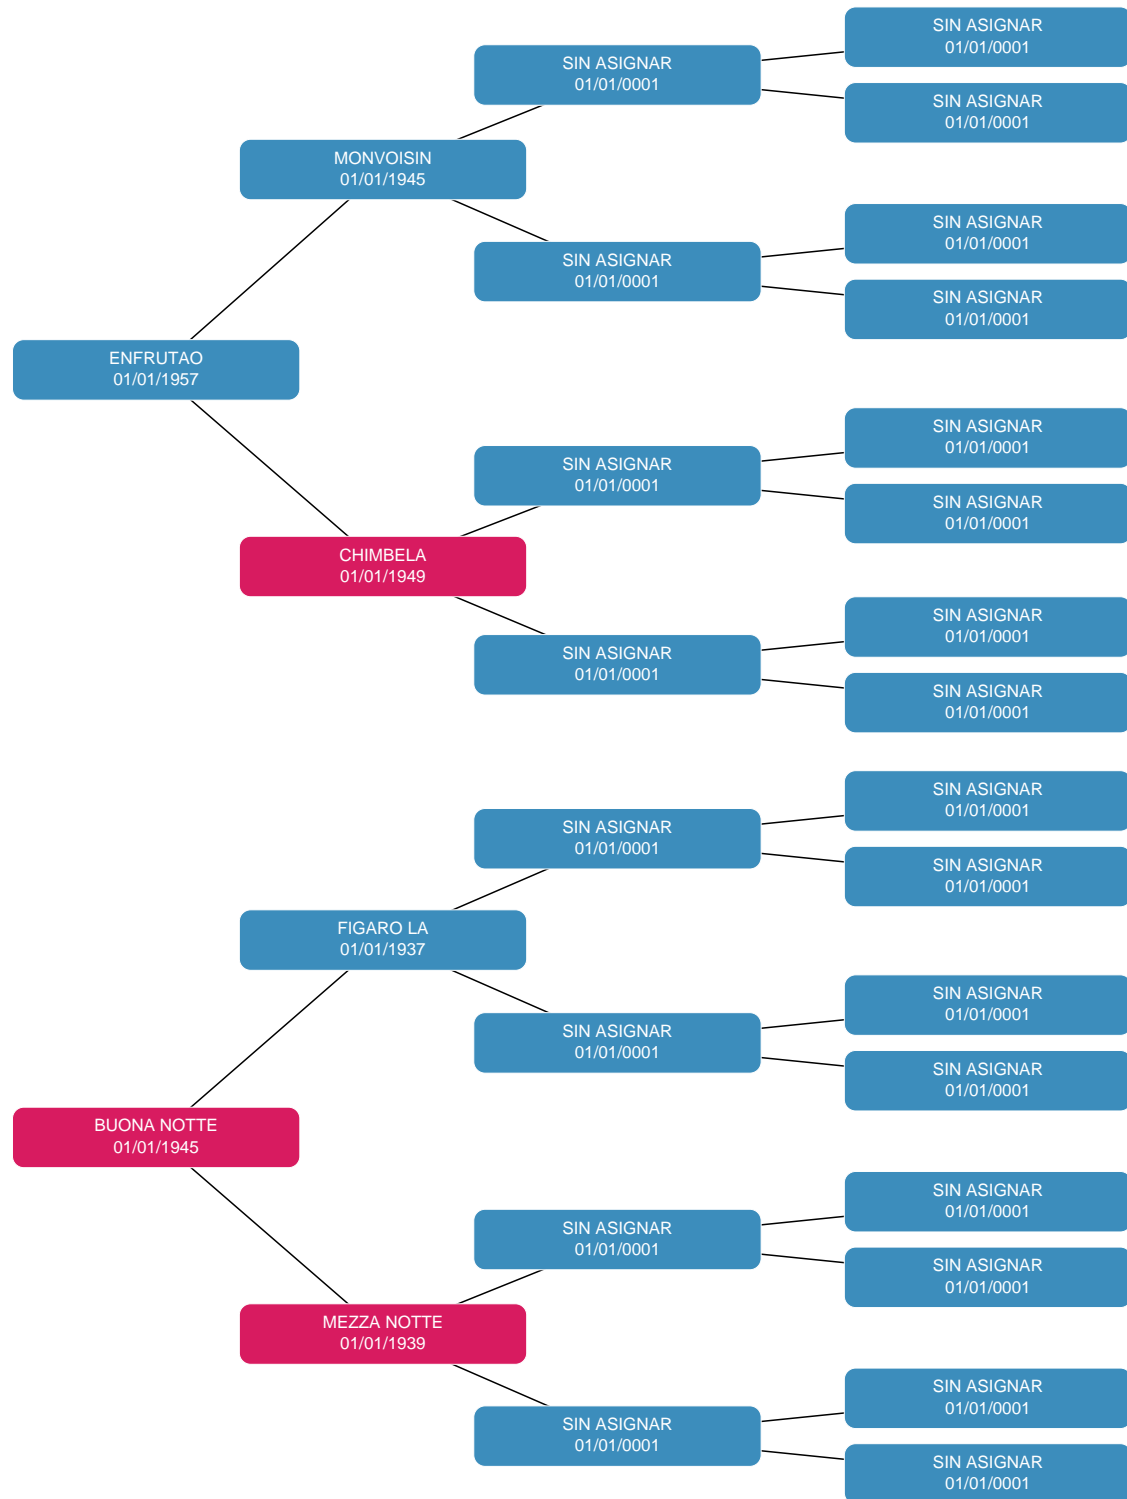 SIN ASIGNAR
01/01/0001
SIN ASIGNAR
01/01/0001
SIN ASIGNAR
01/01/0001
MONVOISIN
01/01/1945
SIN ASIGNAR
01/01/0001
SIN ASIGNAR
01/01/0001
SIN ASIGNAR
01/01/0001
ENFRUTAO
01/01/1957
SIN ASIGNAR
01/01/0001
SIN ASIGNAR
01/01/0001
SIN ASIGNAR
01/01/0001
CHIMBELA
01/01/1949
SIN ASIGNAR
01/01/0001
SIN ASIGNAR
01/01/0001
SIN ASIGNAR
01/01/0001
SIN ASIGNAR
01/01/0001
SIN ASIGNAR
01/01/0001
SIN ASIGNAR
01/01/0001
FIGARO LA
01/01/1937
SIN ASIGNAR
01/01/0001
SIN ASIGNAR
01/01/0001
SIN ASIGNAR
01/01/0001
BUONA NOTTE
01/01/1945
SIN ASIGNAR
01/01/0001
SIN ASIGNAR
01/01/0001
SIN ASIGNAR
01/01/0001
MEZZA NOTTE
01/01/1939
SIN ASIGNAR
01/01/0001
SIN ASIGNAR
01/01/0001
SIN ASIGNAR
01/01/0001